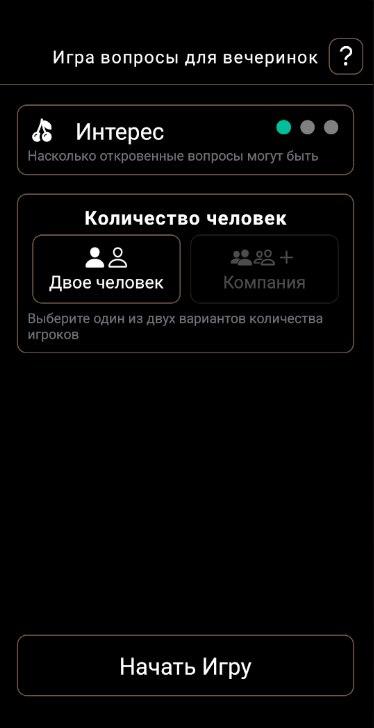 Игра вопросы для вечеринок ?
Интерес
Насколько откровенные вопросы могут быть
Количество человек
Двое человек
Компания
Выберите один из двух вариантов количества
игроков
Начать Игру